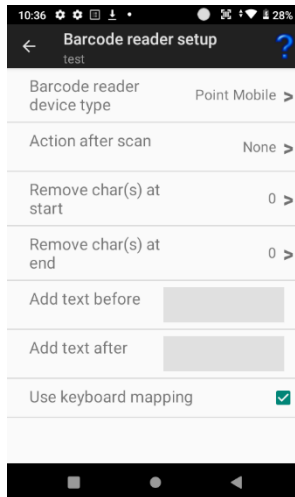 10:36 28%
Barcode reader setup ?
test
Barcode reader
device type
Point Mobile >
Action after scan
None >
Remove char(s) at
start
0 >
Remove char(s) at
end
0 >
Add text before
Add text after
Use keyboard mapping